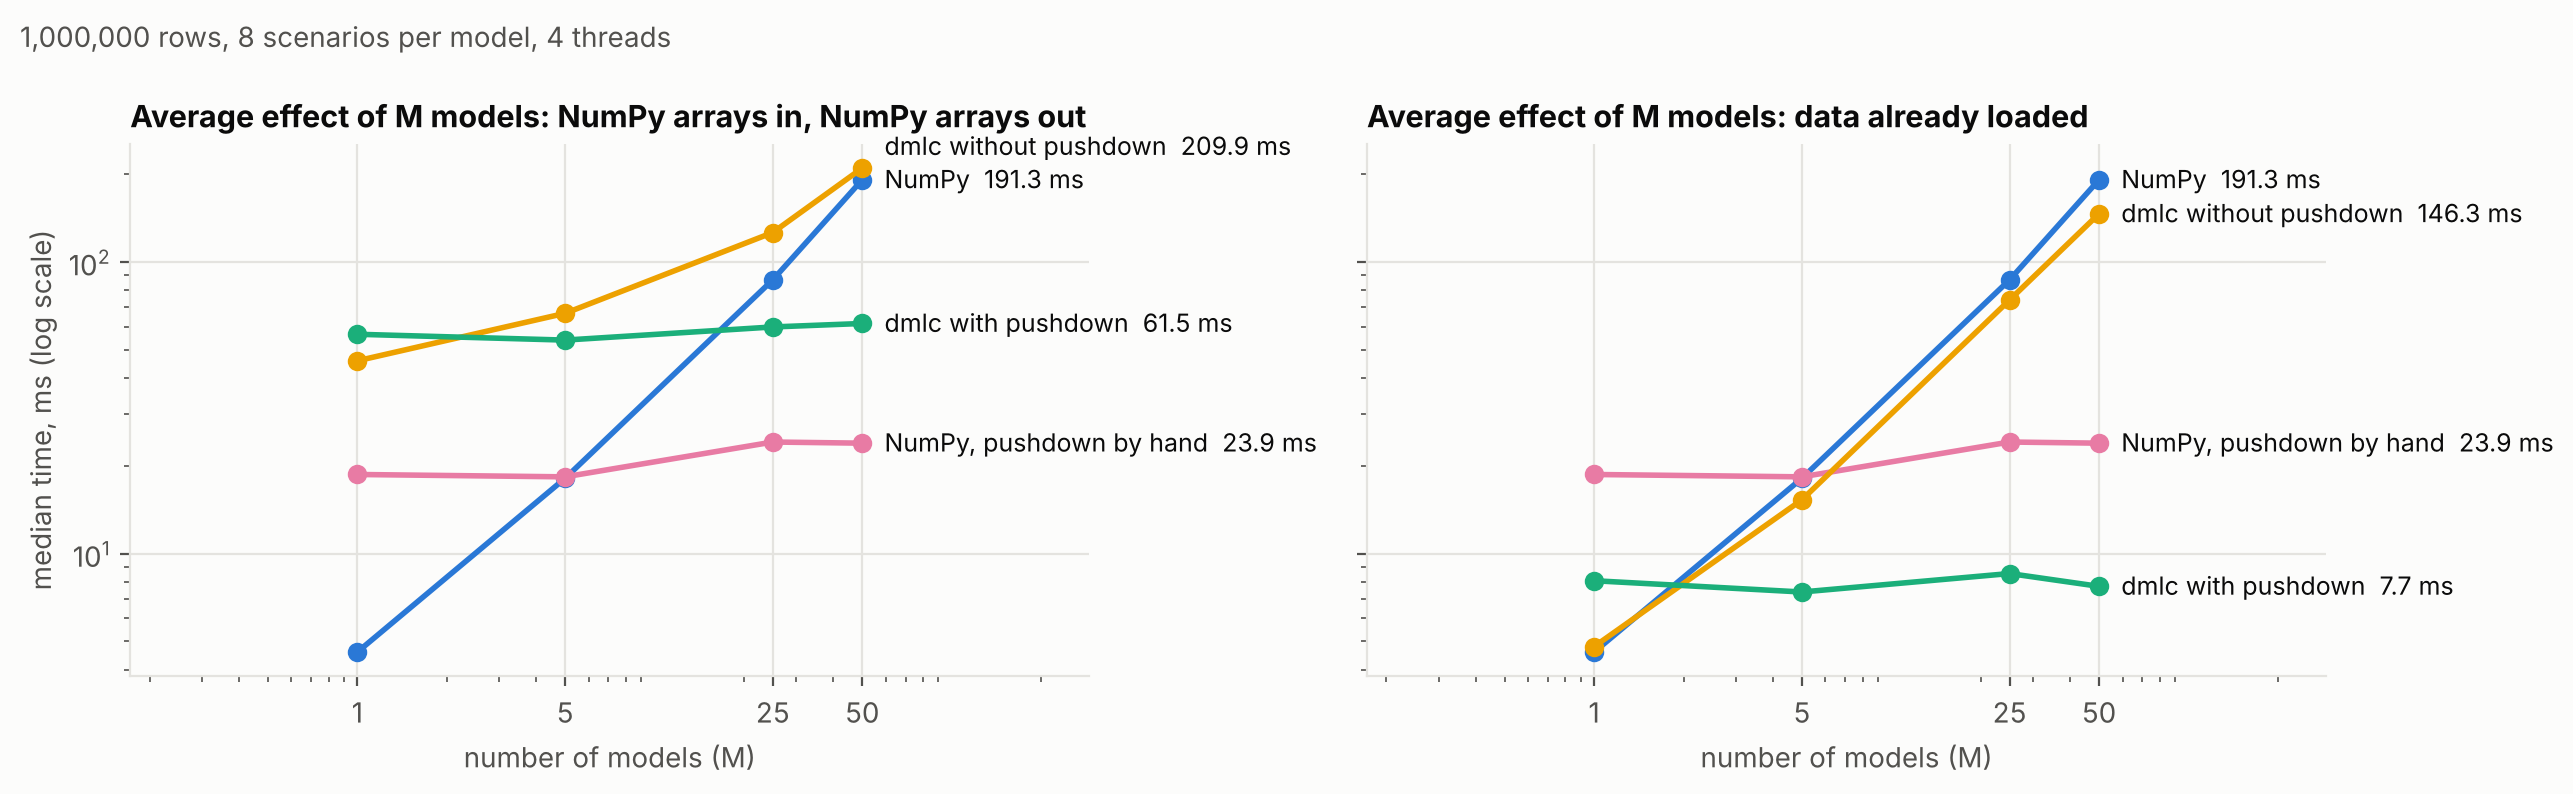 1,000,000 rows, 8 scenarios per model, 4 threads
Average effect of M models: NumPy arrays in, NumPy arrays out
dmlc without pushdown 209.9 ms
NumPy 191.3 ms
dmlc with pushdown 61.5 ms
NumPy, pushdown by hand 23.9 ms
median time, ms (log scale)
10²
10¹
1 5 25 50
number of models (M)
Average effect of M models: data already loaded
NumPy 191.3 ms
dmlc without pushdown 146.3 ms
NumPy, pushdown by hand 23.9 ms
dmlc with pushdown 7.7 ms
1 5 25 50
number of models (M)